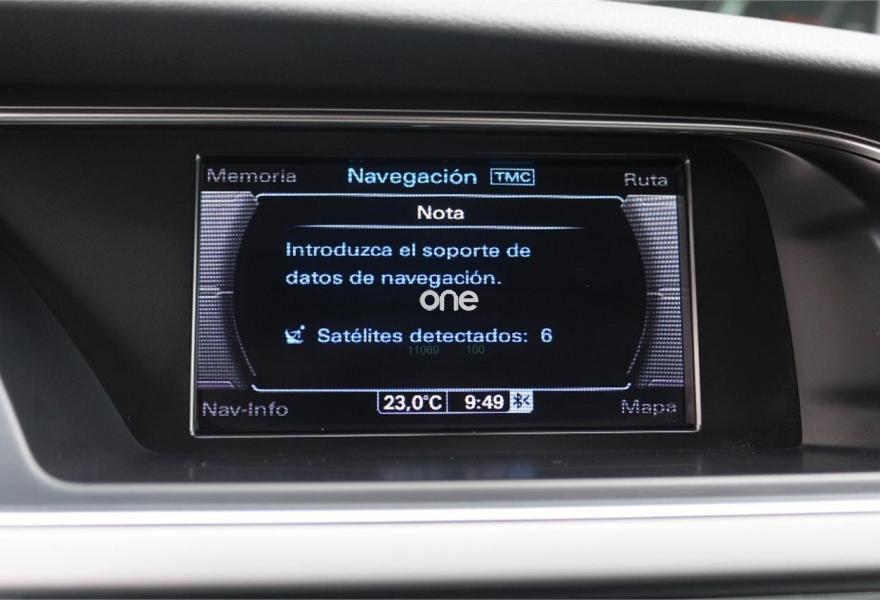 Memoria Navegación TMC Ruta
Nota
Introduzca el soporte de
datos de navegación.
one
Satélites detectados: 6
11069 100
Nav-Info 23,0°C 9:49 Mapa